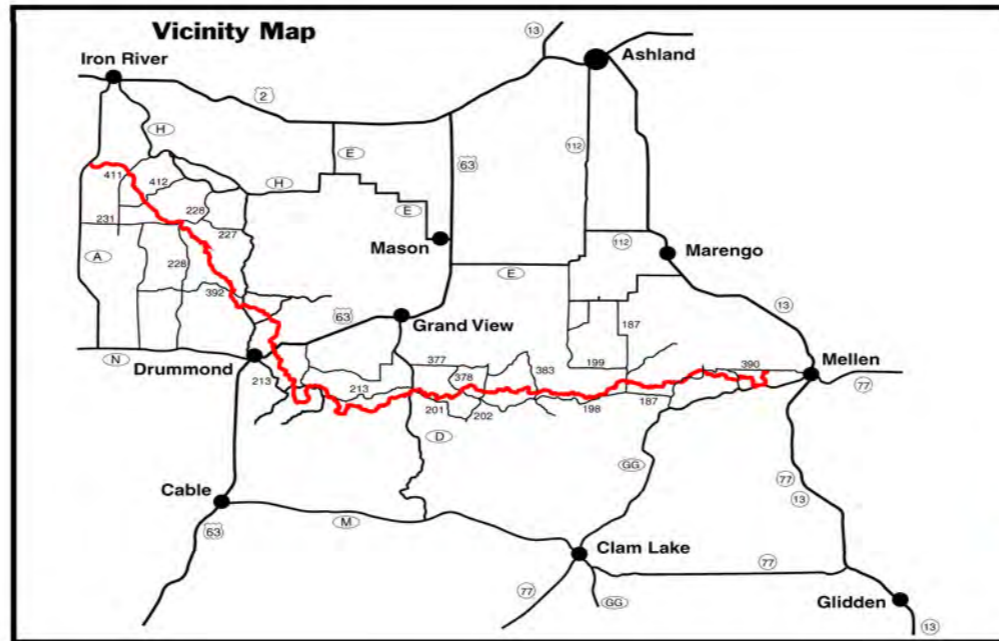 Vicinity Map
13
Ashland
Iron River
2
H
E
63
112
411
412
H
228
E
231
227
Mason
112
Marengo
A
228
E
392
13
63
Grand View
187
N
Drummond
377
199
390
Mellen
213
213
378
383
77
201
202
198
187
D
GG
Cable
77
13
63
M
Clam Lake
77
77
GG
Glidden
13